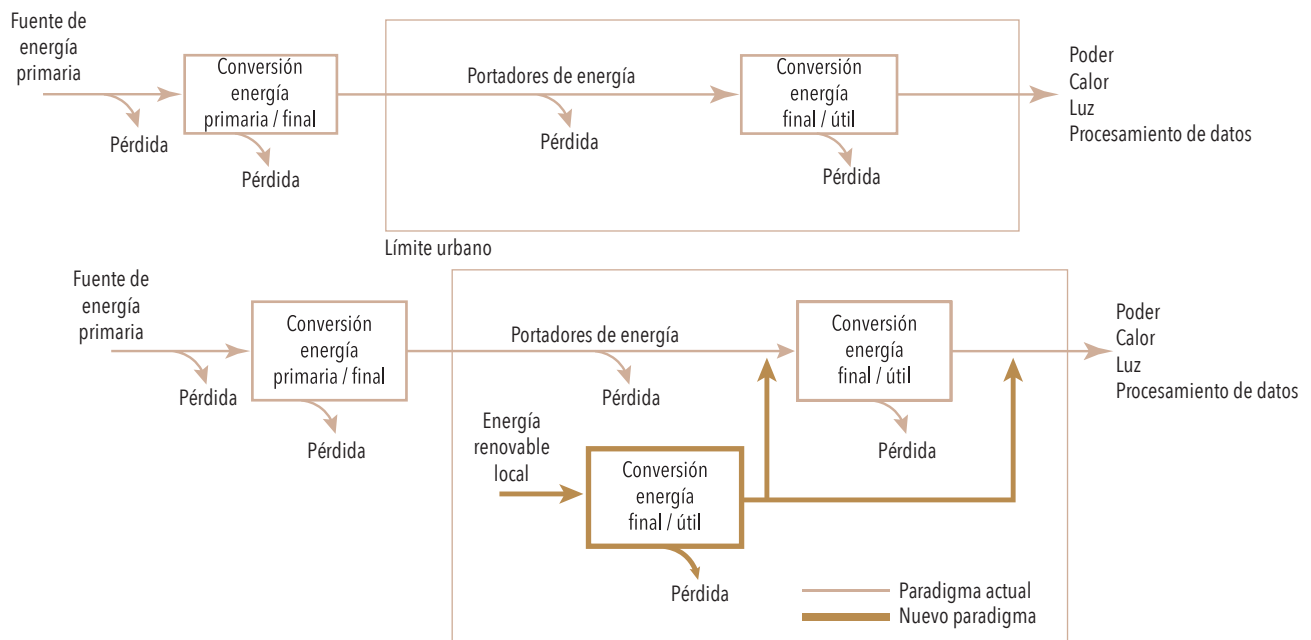 Fuente de
energía
primaria
Conversión
energía
primaria / final
Portadores de energía
Conversión
energía
final / útil
Poder
Calor
Luz
Procesamiento de datos
Pérdida
Pérdida
Pérdida
Pérdida
Límite urbano
Fuente de
energía
primaria
Conversión
energía
primaria / final
Portadores de energía
Conversión
energía
final / útil
Poder
Calor
Luz
Procesamiento de datos
Pérdida
Pérdida
Pérdida
Pérdida
Energía
renovable
local
Conversión
energía
final / útil
Pérdida
Paradigma actual
Nuevo paradigma